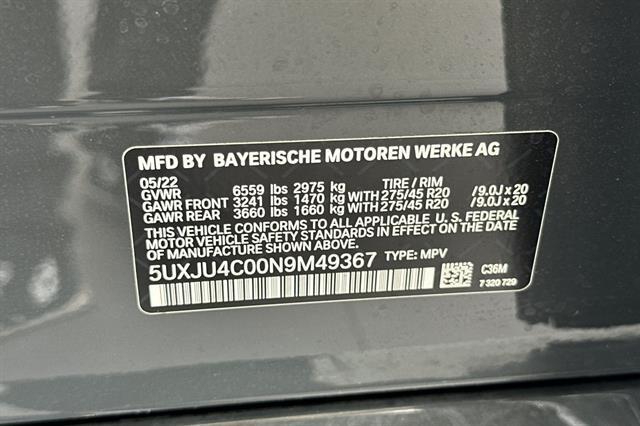 MFD BY BAYERISCHE MOTOREN WERKE AG
05/22
GVWR 6559 lbs 2975 kg TIRE / RIM
GAWR FRONT 3241 lbs 1470 kg WITH 275/45 R20 /9.0J x 20
GAWR REAR 3660 lbs 1660 kg WITH 275/45 R20 /9.0J x 20
THIS VEHICLE CONFORMS TO ALL APPLICABLE U. S. FEDERAL
MOTOR VEHICLE SAFETY STANDARDS IN EFFECT ON THE
DATE OF MANUFACTURE SHOWN ABOVE.
5UXJU4C00N9M49367 TYPE: MPV
C36M
7 320 729